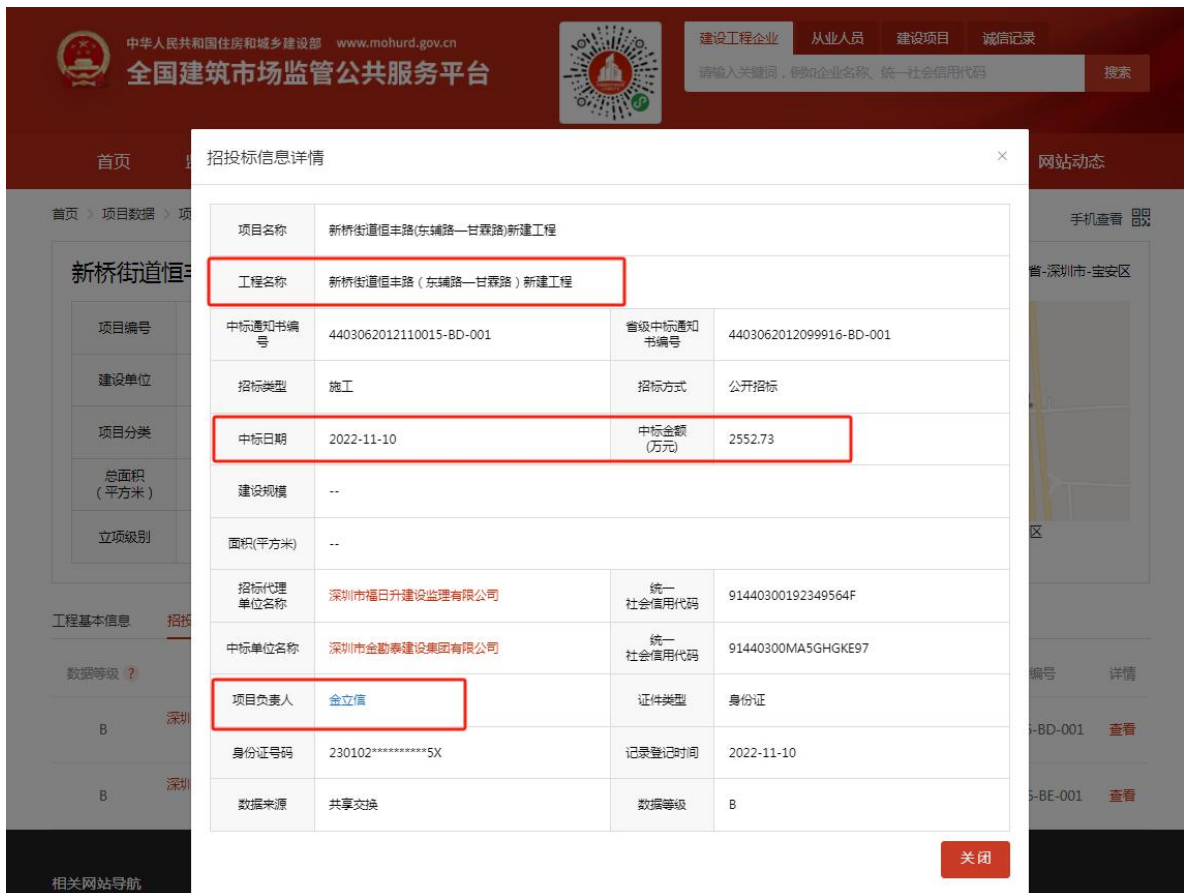 中华人民共和国住房和城乡建设部 www.mohurd.gov.cn
全国建筑市场监管公共服务平台
建设工程企业 从业人员 建设项目 诚信记录
请输入关键词，例如企业名称、统一社会信用代码 搜索
首页 网站动态
招投标信息详情 ×
首页 > 项目数据 > 项
手机查看
新桥街道恒丰
省-深圳市-宝安区
项目编号
建设单位
项目分类
总面积
（平方米）
立项级别
区
项目名称 新桥街道恒丰路(东辅路—甘霖路)新建工程
工程名称 新桥街道恒丰路（东辅路—甘霖路）新建工程
中标通知书编号 4403062012110015-BD-001 省级中标通知书编号 4403062012099916-BD-001
招标类型 施工 招标方式 公开招标
中标日期 2022-11-10 中标金额(万元) 2552.73
建设规模 --
面积(平方米) --
招标代理单位名称 深圳市福日升建设监理有限公司 统一社会信用代码 91440300192349564F
中标单位名称 深圳市金勘泰建设集团有限公司 统一社会信用代码 91440300MA5GHGKE97
项目负责人 金立信 证件类型 身份证
身份证号码 230102**********5X 记录登记时间 2022-11-10
数据来源 共享交换 数据等级 B
关闭
工程基本信息 招投
数据等级 ? 编号 详情
B 深圳 -BD-001 查看
B 深圳 -BE-001 查看
相关网站导航